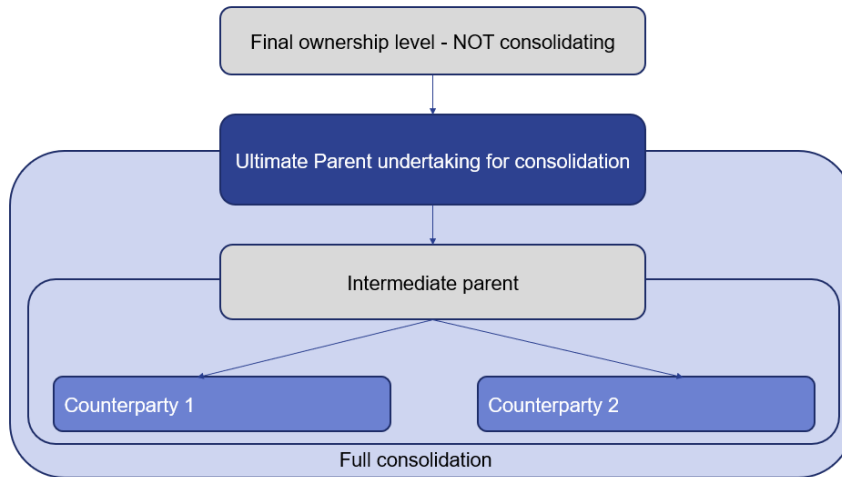 Final ownership level - NOT consolidating
Ultimate Parent undertaking for consolidation
Intermediate parent
Counterparty 1
Counterparty 2
Full consolidation